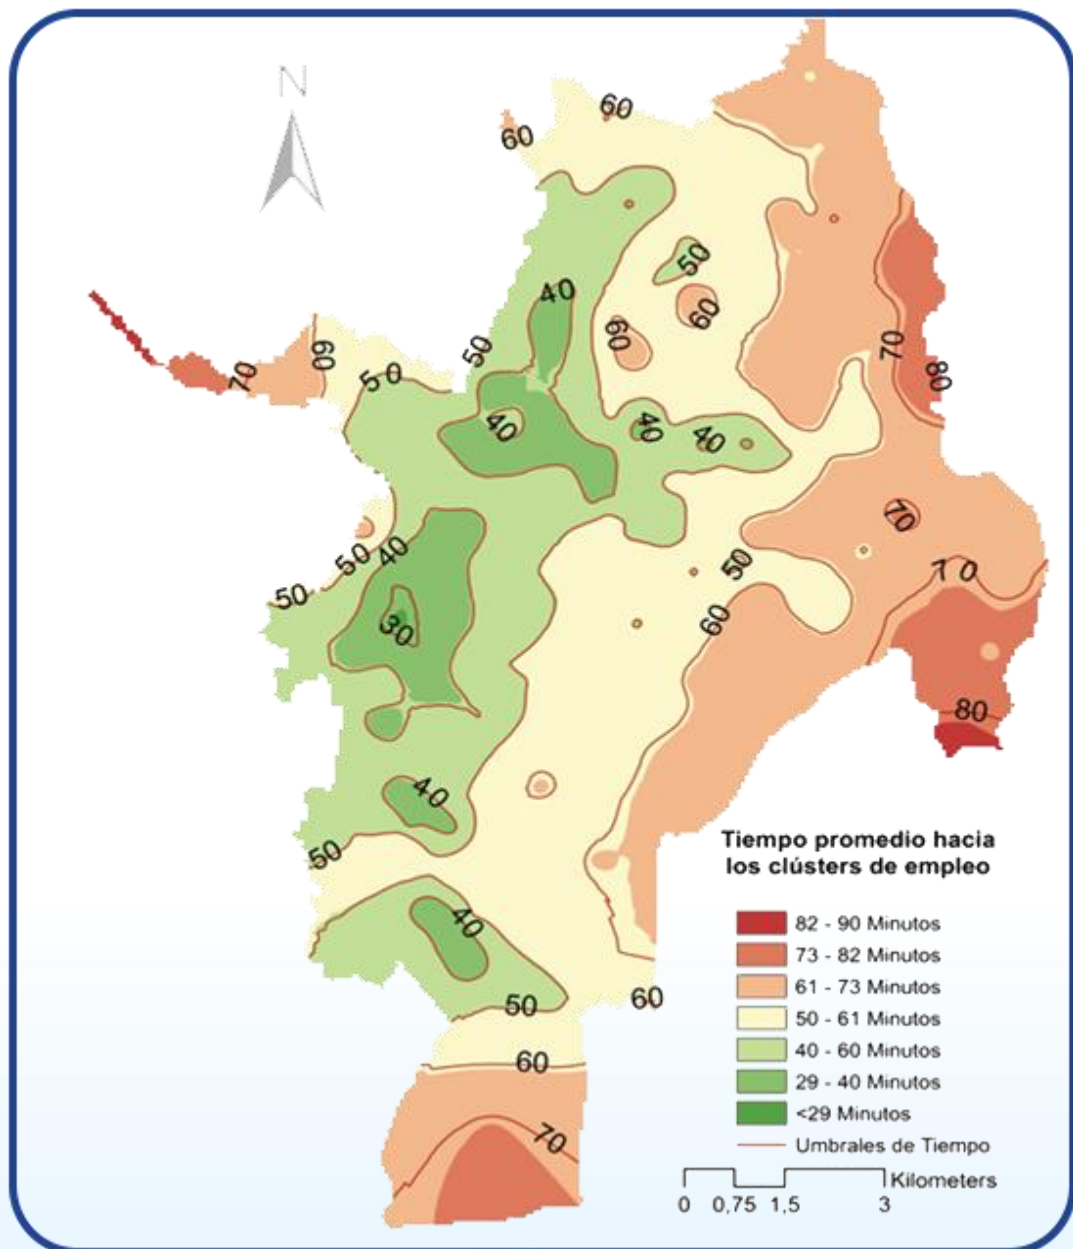 N
60
60
50
40
60
60
50
70
80
60
70
50
40
40
40
70
50
40
50
50
70
30
60
80
40
50
40
50
60
60
70
Tiempo promedio hacia
los clústers de empleo
82 - 90 Minutos
73 - 82 Minutos
61 - 73 Minutos
50 - 61 Minutos
40 - 60 Minutos
29 - 40 Minutos
<29 Minutos
Umbrales de Tiempo
Kilometers
0 0,75 1,5 3